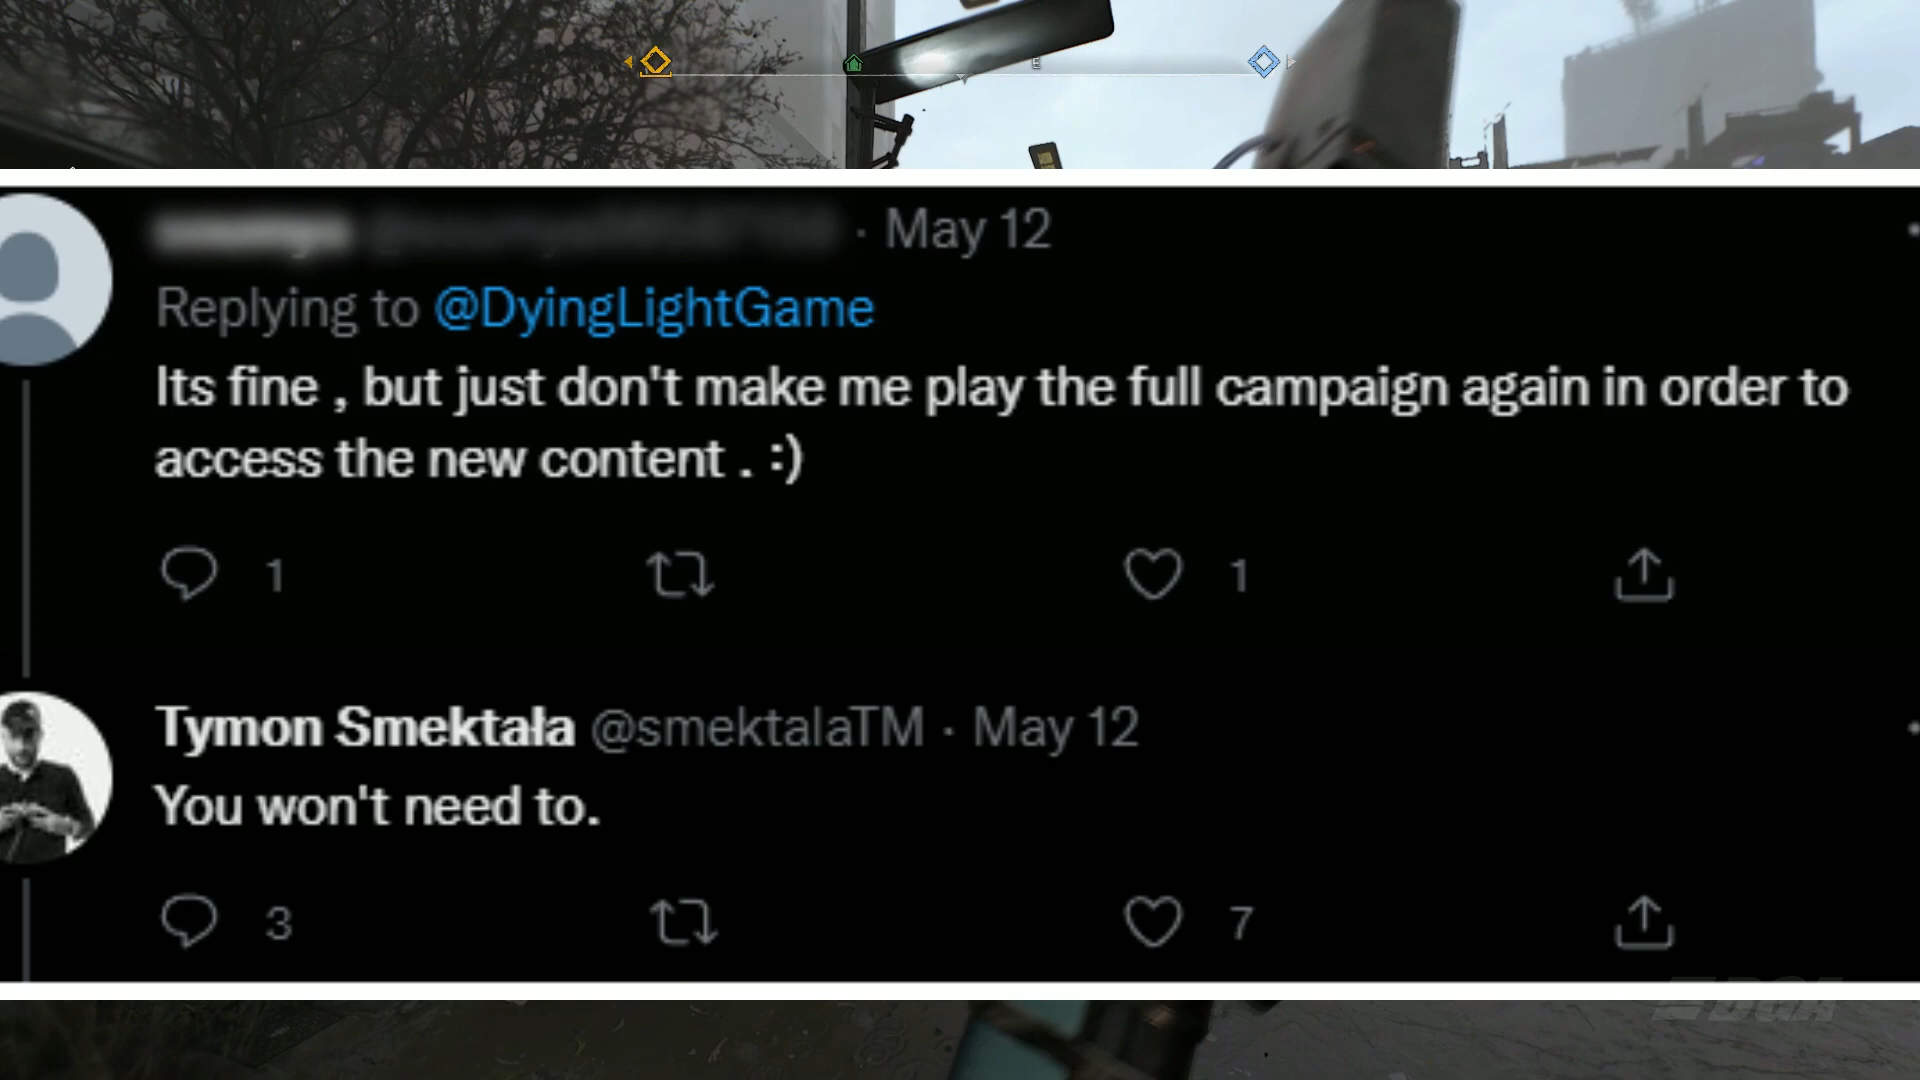 E
· May 12
Replying to @DyingLightGame
Its fine , but just don't make me play the full campaign again in order to
access the new content . :)
1
1
Tymon Smektała @smektalaTM · May 12
You won't need to.
3
7